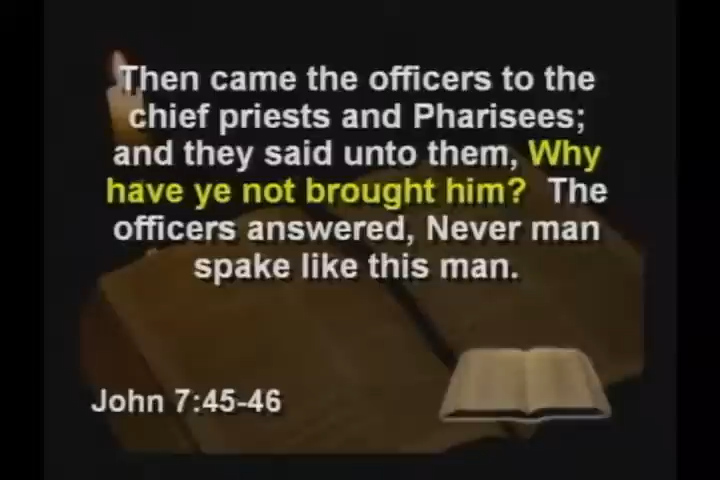 Then came the officers to the
chief priests and Pharisees;
and they said unto them, Why
have ye not brought him? The
officers answered, Never man
spake like this man.
John 7:45-46